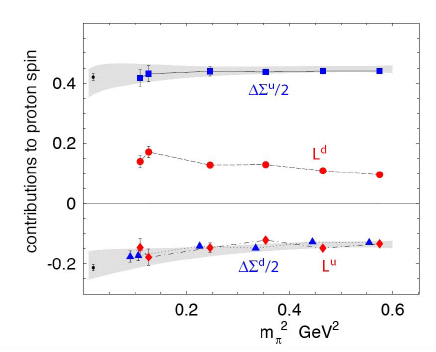 contributions to proton spin
0.4
0.2
0
-0.2
ΔΣᵘ/2
Lᵈ
ΔΣᵈ/2
Lᵘ
0.2
0.4
0.6
m_π² GeV²